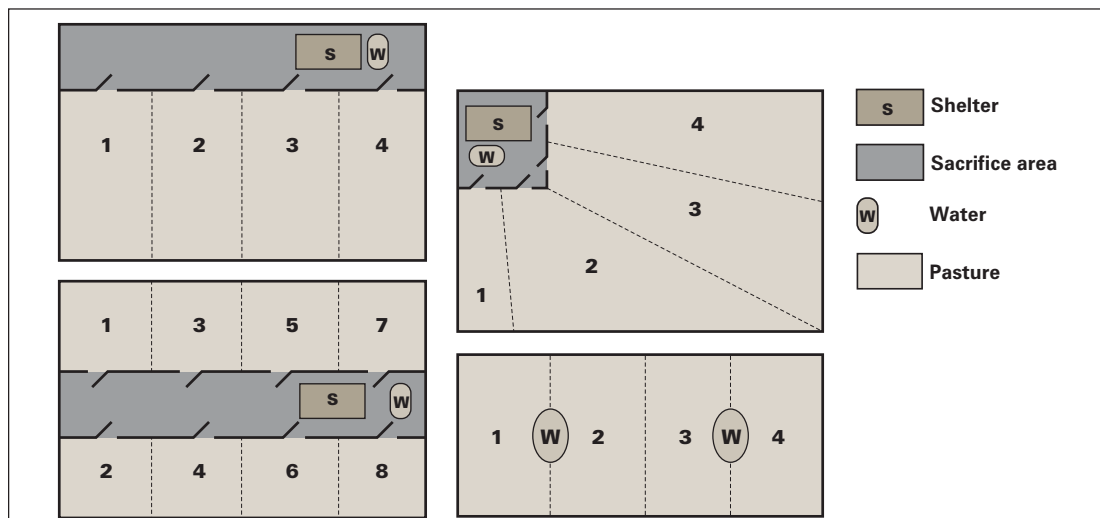 S W
1 2 3 4
1 3 5 7
S W
2 4 6 8
S
W
4
3
2
1
1 W 2 3 W 4
S Shelter
Sacrifice area
W Water
Pasture